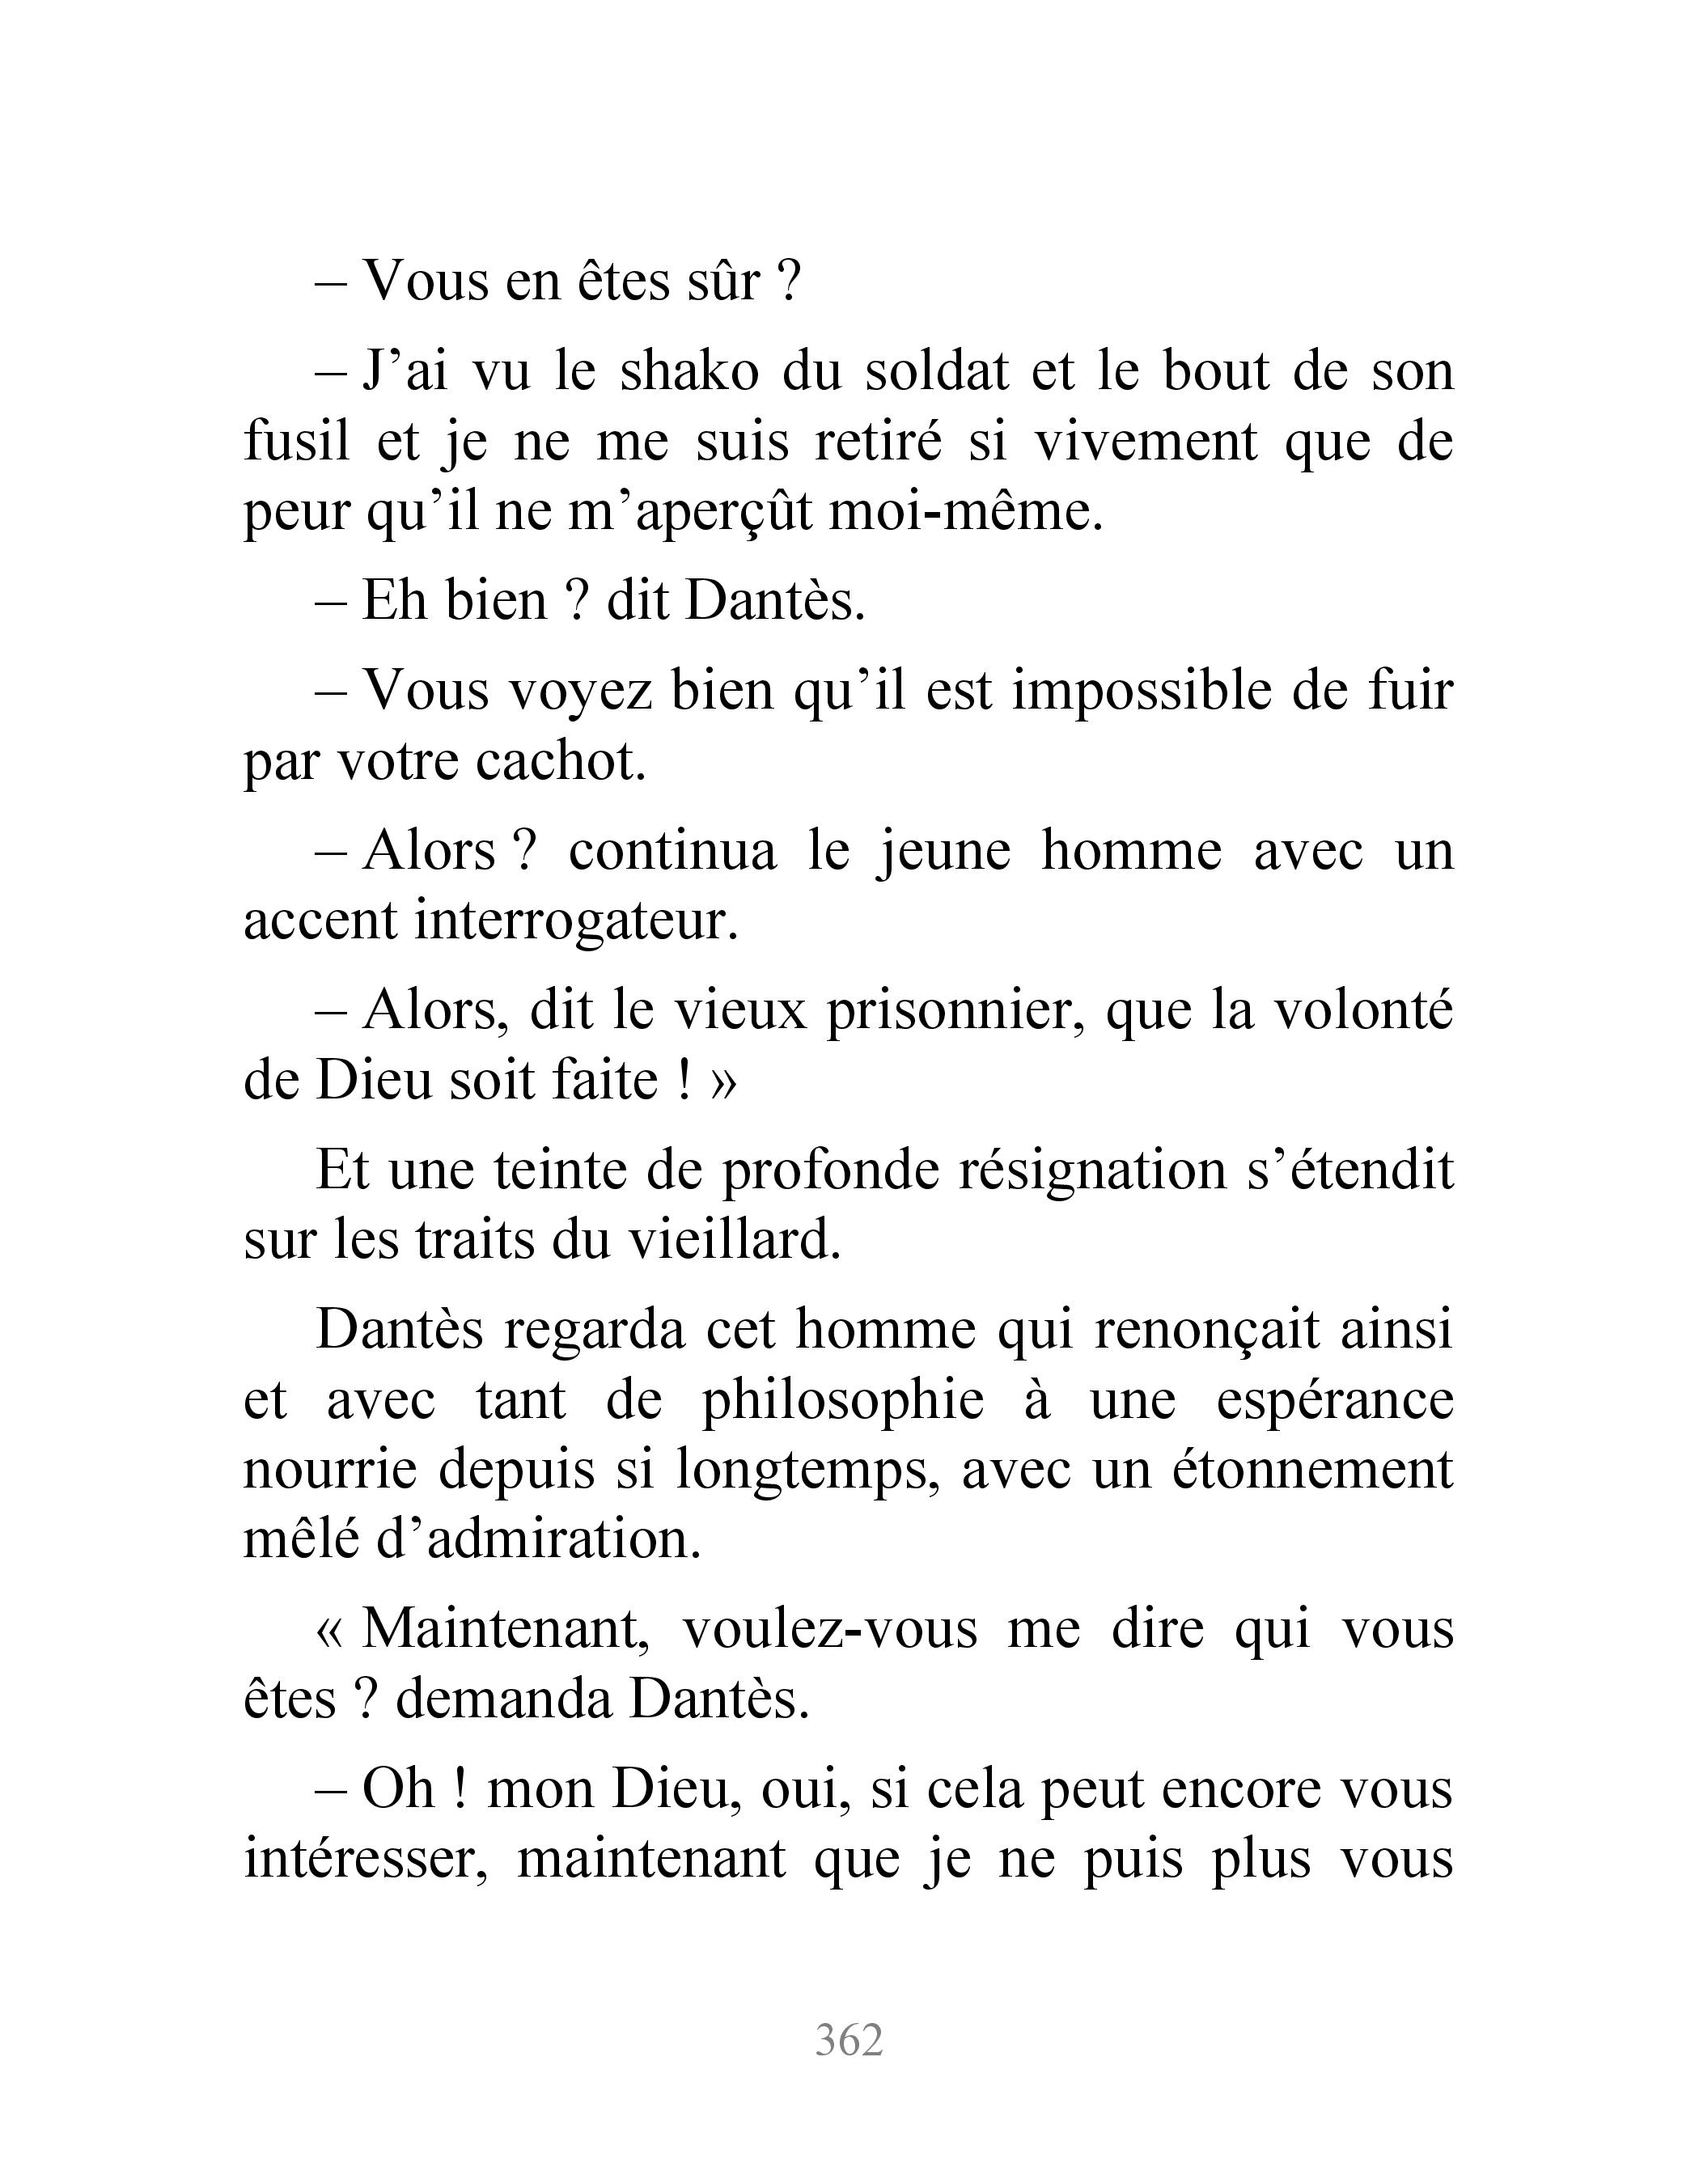 – Vous en êtes sûr ?
– J’ai vu le shako du soldat et le bout de son
fusil et je ne me suis retiré si vivement que de
peur qu’il ne m’aperçût moi-même.
– Eh bien ? dit Dantès.
– Vous voyez bien qu’il est impossible de fuir
par votre cachot.
– Alors ? continua le jeune homme avec un
accent interrogateur.
– Alors, dit le vieux prisonnier, que la volonté
de Dieu soit faite ! »
Et une teinte de profonde résignation s’étendit
sur les traits du vieillard.
Dantès regarda cet homme qui renonçait ainsi
et avec tant de philosophie à une espérance
nourrie depuis si longtemps, avec un étonnement
mêlé d’admiration.
« Maintenant, voulez-vous me dire qui vous
êtes ? demanda Dantès.
– Oh ! mon Dieu, oui, si cela peut encore vous
intéresser, maintenant que je ne puis plus vous
362